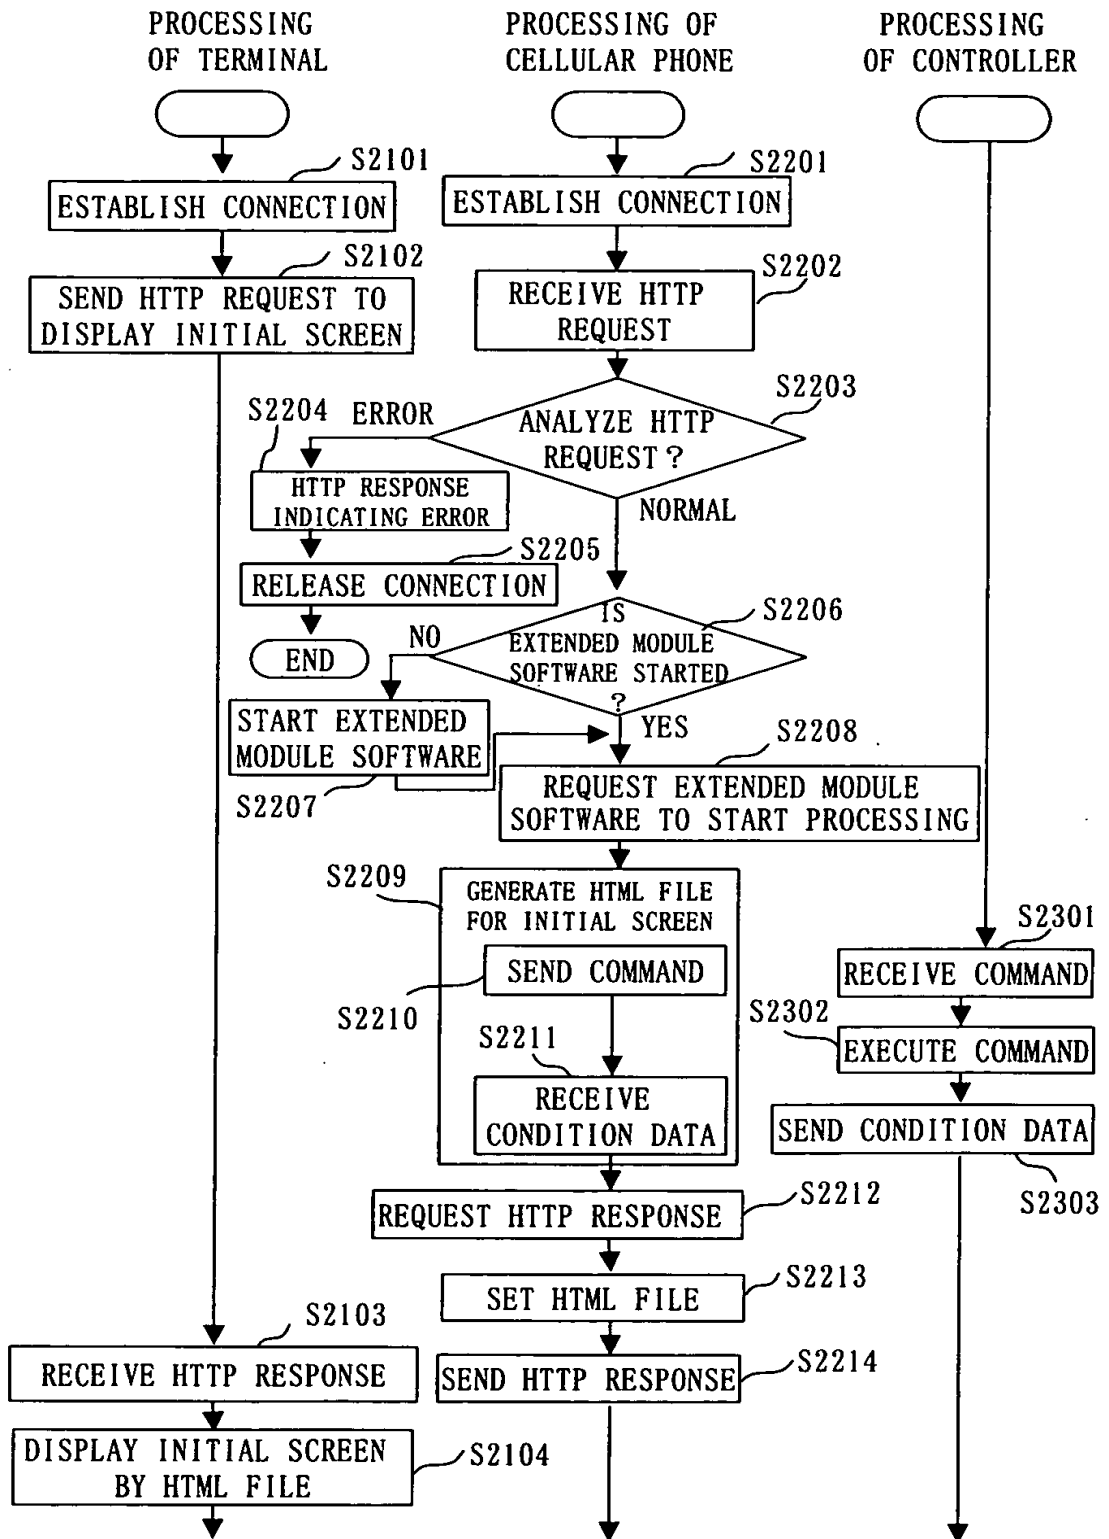 PROCESSING
OF TERMINAL
PROCESSING OF
CELLULAR PHONE
PROCESSING
OF CONTROLLER
S2101
ESTABLISH CONNECTION
S2102
SEND HTTP REQUEST TO
DISPLAY INITIAL SCREEN
S2201
ESTABLISH CONNECTION
S2202
RECEIVE HTTP
REQUEST
S2203
ANALYZE HTTP
REQUEST?
ERROR
NORMAL
S2204
HTTP RESPONSE
INDICATING ERROR
S2205
RELEASE CONNECTION
END
S2206
IS
EXTENDED MODULE
SOFTWARE STARTED
?
NO
YES
START EXTENDED
MODULE SOFTWARE
S2207
S2208
REQUEST EXTENDED MODULE
SOFTWARE TO START PROCESSING
S2209
GENERATE HTML FILE
FOR INITIAL SCREEN
SEND COMMAND
S2210
S2211
RECEIVE
CONDITION DATA
S2301
RECEIVE COMMAND
S2302
EXECUTE COMMAND
SEND CONDITION DATA
S2303
S2212
REQUEST HTTP RESPONSE
S2213
SET HTML FILE
S2214
SEND HTTP RESPONSE
S2103
RECEIVE HTTP RESPONSE
DISPLAY INITIAL SCREEN
BY HTML FILE
S2104